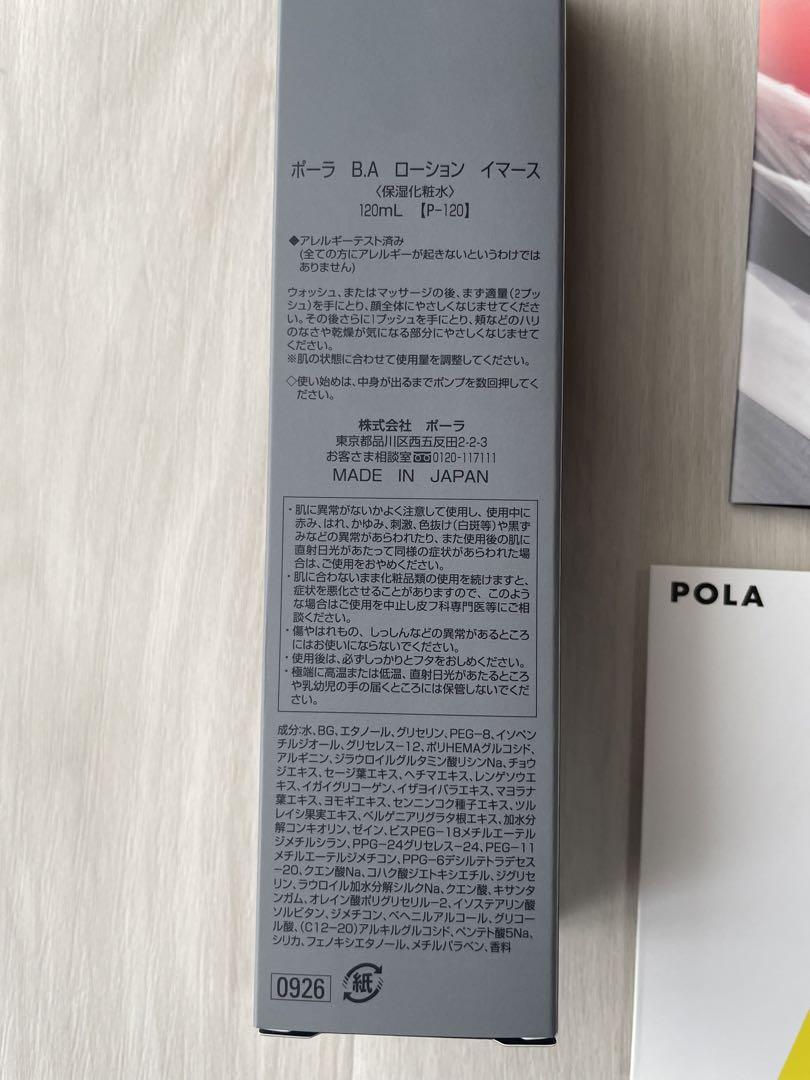 ポーラ B.A ローション イマース
〈保湿化粧水〉
120mL 【P-120】
◆アレルギーテスト済み
(全ての方にアレルギーが起きないというわけでは
ありません)
ウォッシュ、またはマッサージの後、まず適量(2プッ
シュ)を手にとり、顔全体にやさしくなじませてくださ
い。その後さらに1プッシュを手にとり、頬などのハリ
のなさや乾燥が気になる部分にやさしくなじませて
ください。
※肌の状態に合わせて使用量を調整してください。
◇使い始めは、中身が出るまでポンプを数回押してく
ださい。
株式会社 ポーラ
東京都品川区西五反田2-2-3
お客さま相談室0120-117111
MADE IN JAPAN
・肌に異常がないかよく注意して使用し、使用中に
赤み、はれ、かゆみ、刺激、色抜け(白斑等)や黒ず
みなどの異常があらわれたり、また使用後の肌に
直射日光があたって同様の症状があらわれた場
合は、ご使用をおやめください。
・肌に合わないまま化粧品類の使用を続けますと、
症状を悪化させることがありますので、このよう
な場合はご使用を中止し皮フ科専門医等にご相
談ください。
・傷やはれもの、しっしんなどの異常があるところ
にはお使いにならないでください。
・使用後は、必ずしっかりとフタをおしめください。
・極端に高温または低温、直射日光があたるところ
や乳幼児の手の届くところには保管しないでくだ
さい。
成分:水、BG、エタノール、グリセリン、PEG-8、イソペン
チルジオール、グリセレス-12、ポリHEMAグルコシド、
アルギニン、ジラウロイルグルタミン酸リシンNa、チョウ
ジエキス、セージ葉エキス、ヘチマエキス、レンゲソウエ
キス、イガイグリコーゲン、イザヨイバラエキス、マヨラナ
葉エキス、ヨモギエキス、センニンコク種子エキス、ツル
レイシ果実エキス、ベルゲニアリグラタ根エキス、加水分
解コンキオリン、ゼイン、ビスPEG-18メチルエーテル
ジメチルシラン、PPG-24グリセレス-24、PEG-11
メチルエーテルジメチコン、PPG-6デシルテトラデセス
-20、クエン酸Na、コハク酸ジエトキシエチル、ジグリセ
リン、ラウロイル加水分解シルクNa、クエン酸、キサンタ
ンガム、オレイン酸ポリグリセリル-2、イソステアリン酸
ソルビタン、ジメチコン、ベヘニルアルコール、グリコー
ル酸、(C12-20)アルキルグルコシド、ペンテト酸5Na、
シリカ、フェノキシエタノール、メチルパラベン、香料
0926
紙
POLA